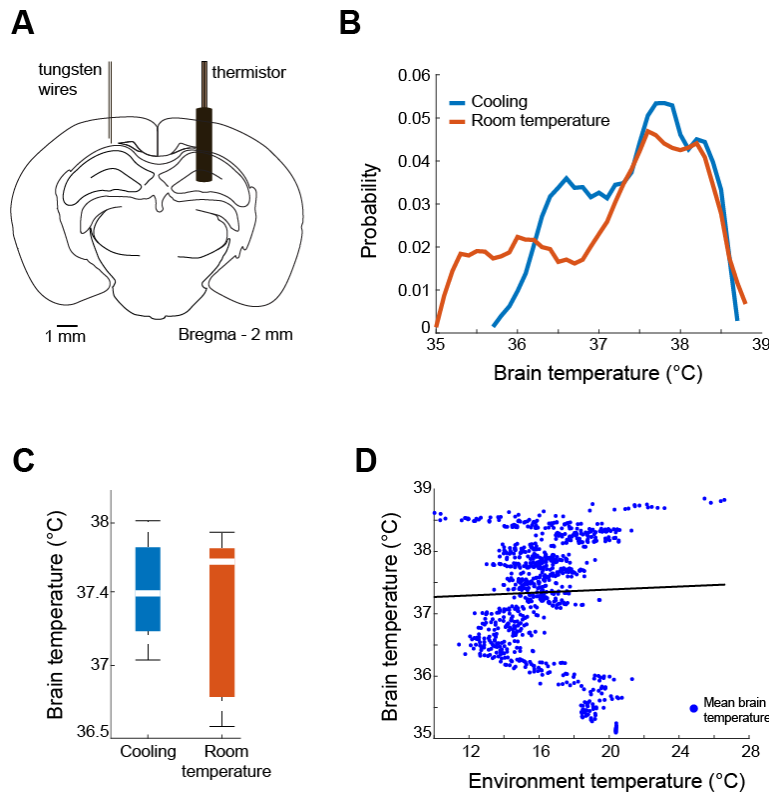 A
tungsten
wires
thermistor
1 mm
Bregma - 2 mm
B
0.06
0.05
0.04
0.03
0.02
0.01
0
Cooling
Room temperature
Probability
35
36
37
38
39
Brain temperature (°C)
C
38
37.4
37
36.5
Brain temperature (°C)
Cooling
Room
temperature
D
39
38
37
36
35
Brain temperature (°C)
Mean brain
temperature
12
16
20
24
28
Environment temperature (°C)